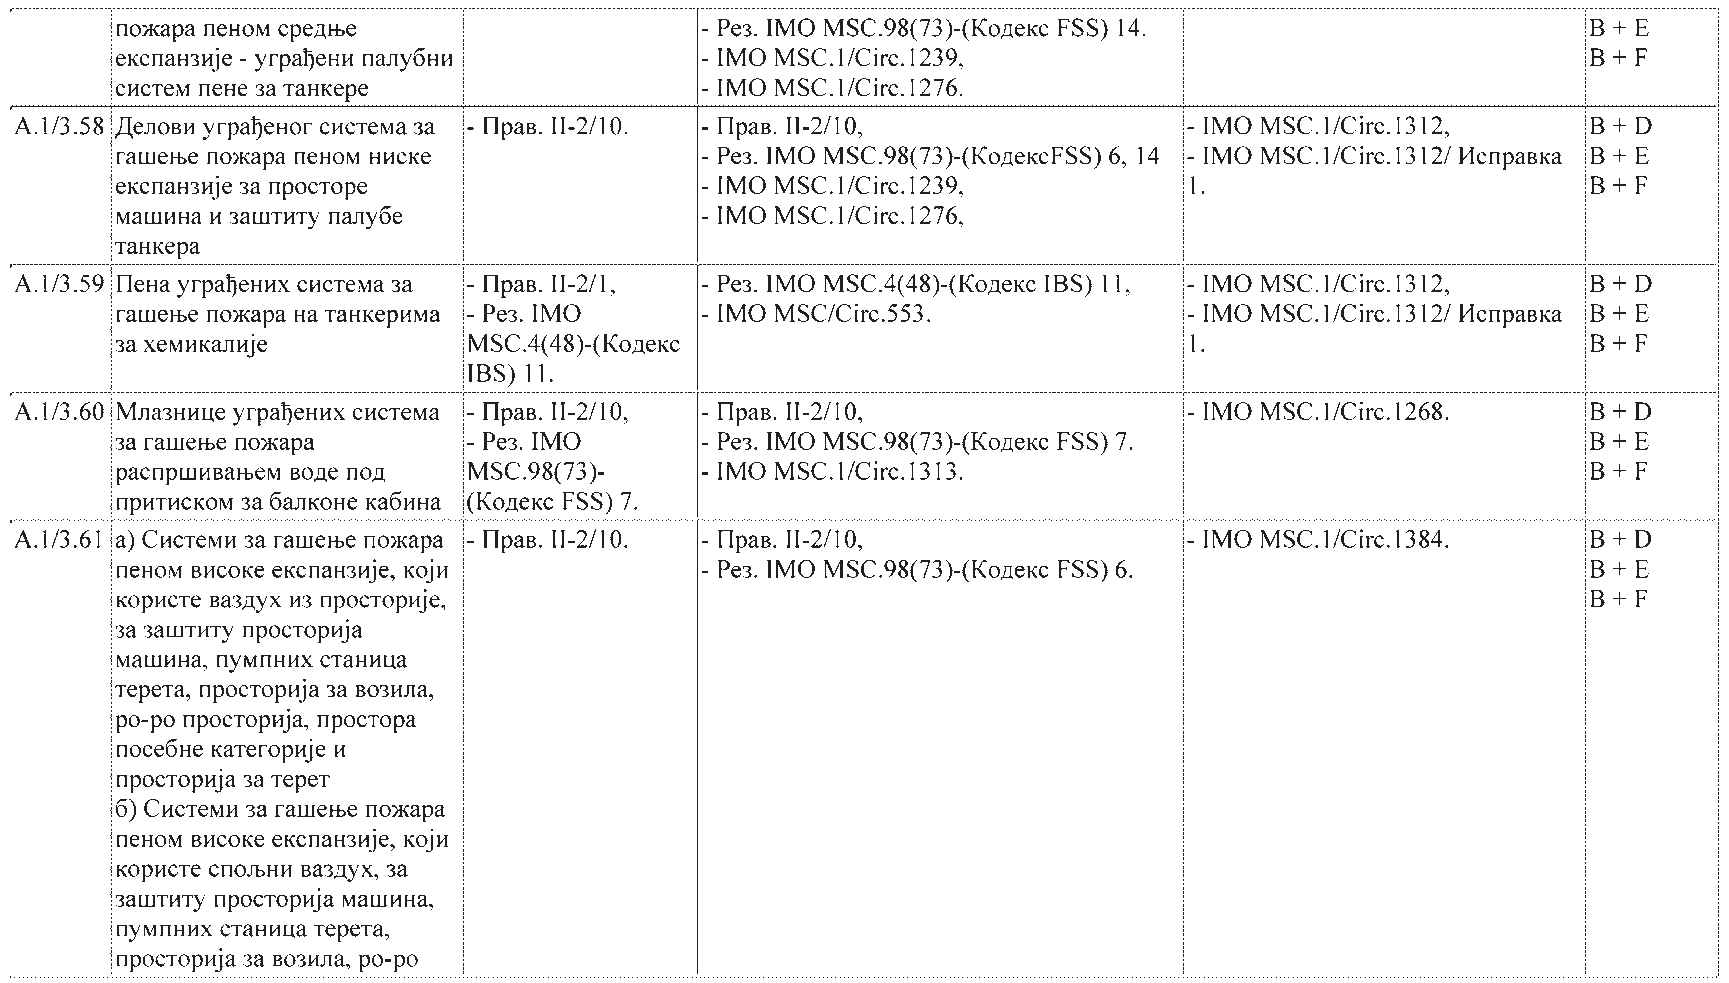 пожара пеном средње
експанзије - уграђени палубни
систем пене за танкере
- Рез. IMO MSC.98(73)-(Кодекс FSS) 14.
- IMO MSC.1/Circ.1239,
- IMO MSC.1/Circ.1276.
B + E
B + F
A.1/3.58
Делови уграђеног система за
гашење пожара пеном ниске
експанзије за просторе
машина и заштиту палубе
танкера
- Прав. II-2/10.
- Прав. II-2/10,
- Рез. IMO MSC.98(73)-(КодексFSS) 6, 14
- IMO MSC.1/Circ.1239,
- IMO MSC.1/Circ.1276,
- IMO MSC.1/Circ.1312,
- IMO MSC.1/Circ.1312/ Исправка
1.
B + D
B + E
B + F
A.1/3.59
Пена уграђених система за
гашење пожара на танкерима
за хемикалије
- Прав. II-2/1,
- Рез. IMO
MSC.4(48)-(Кодекс
IBS) 11.
- Рез. IMO MSC.4(48)-(Кодекс IBS) 11,
- IMO MSC/Circ.553.
- IMO MSC.1/Circ.1312,
- IMO MSC.1/Circ.1312/ Исправка
1.
B + D
B + E
B + F
A.1/3.60
Млазнице уграђених система
за гашење пожара
распршивањем воде под
притиском за балконе кабина
- Прав. II-2/10,
- Рез. IMO
MSC.98(73)-
(Кодекс FSS) 7.
- Прав. II-2/10,
- Рез. IMO MSC.98(73)-(Кодекс FSS) 7.
- IMO MSC.1/Circ.1313.
- IMO MSC.1/Circ.1268.
B + D
B + E
B + F
A.1/3.61
а) Системи за гашење пожара
пеном високе експанзије, који
користе ваздух из просторије,
за заштиту просторија
машина, пумпних станица
терета, просторија за возила,
ро-ро просторија, простора
посебне категорије и
просторија за терет
б) Системи за гашење пожара
пеном високе експанзије, који
користе спољни ваздух, за
заштиту просторија машина,
пумпних станица терета,
просторија за возила, ро-ро
- Прав. II-2/10.
- Прав. II-2/10,
- Рез. IMO MSC.98(73)-(Кодекс FSS) 6.
- IMO MSC.1/Circ.1384.
B + D
B + E
B + F